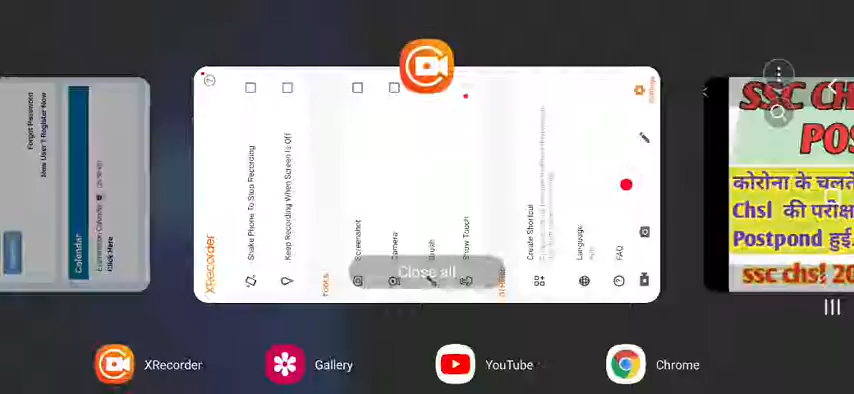 Forgot Password
New User ? Register Now
Calendar
Click Here
XRecorder
Shake Phone To Stop Recording
Keep Recording When Screen Is Off
Tools
Screenshot
Camera
Brush
Show Touch
Create Shortcut
Language
FAQ
Settings
Close all
SSC CH
POS
कोरोना के चलते
Chsl की परीक्ष
Postpond हुई.
ssc chsl 20
XRecorder
Gallery
YouTube
Chrome